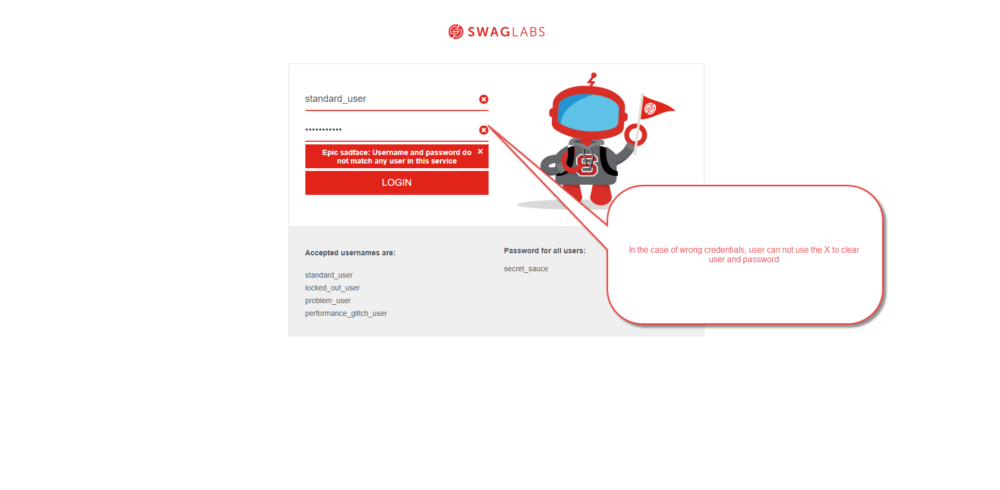 SWAGLABS
standard_user
•••••••••••
Epic sadface: Username and password do
not match any user in this service
LOGIN
Accepted usernames are:
standard_user
locked_out_user
problem_user
performance_glitch_user
Password for all users:
secret_sauce
In the case of wrong credentials, user can not use the X to clear
user and password